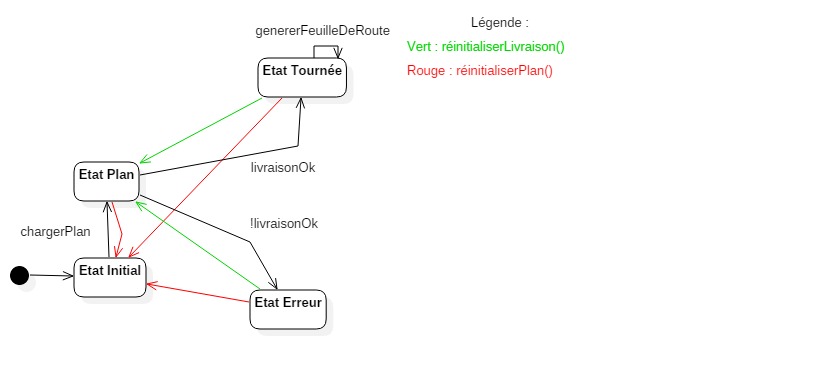 Légende :
genererFeuilleDeRoute
Vert : réinitialiserLivraison()
Rouge : réinitialiserPlan()
Etat Tournée
livraisonOk
Etat Plan
!livraisonOk
chargerPlan
Etat Initial
Etat Erreur